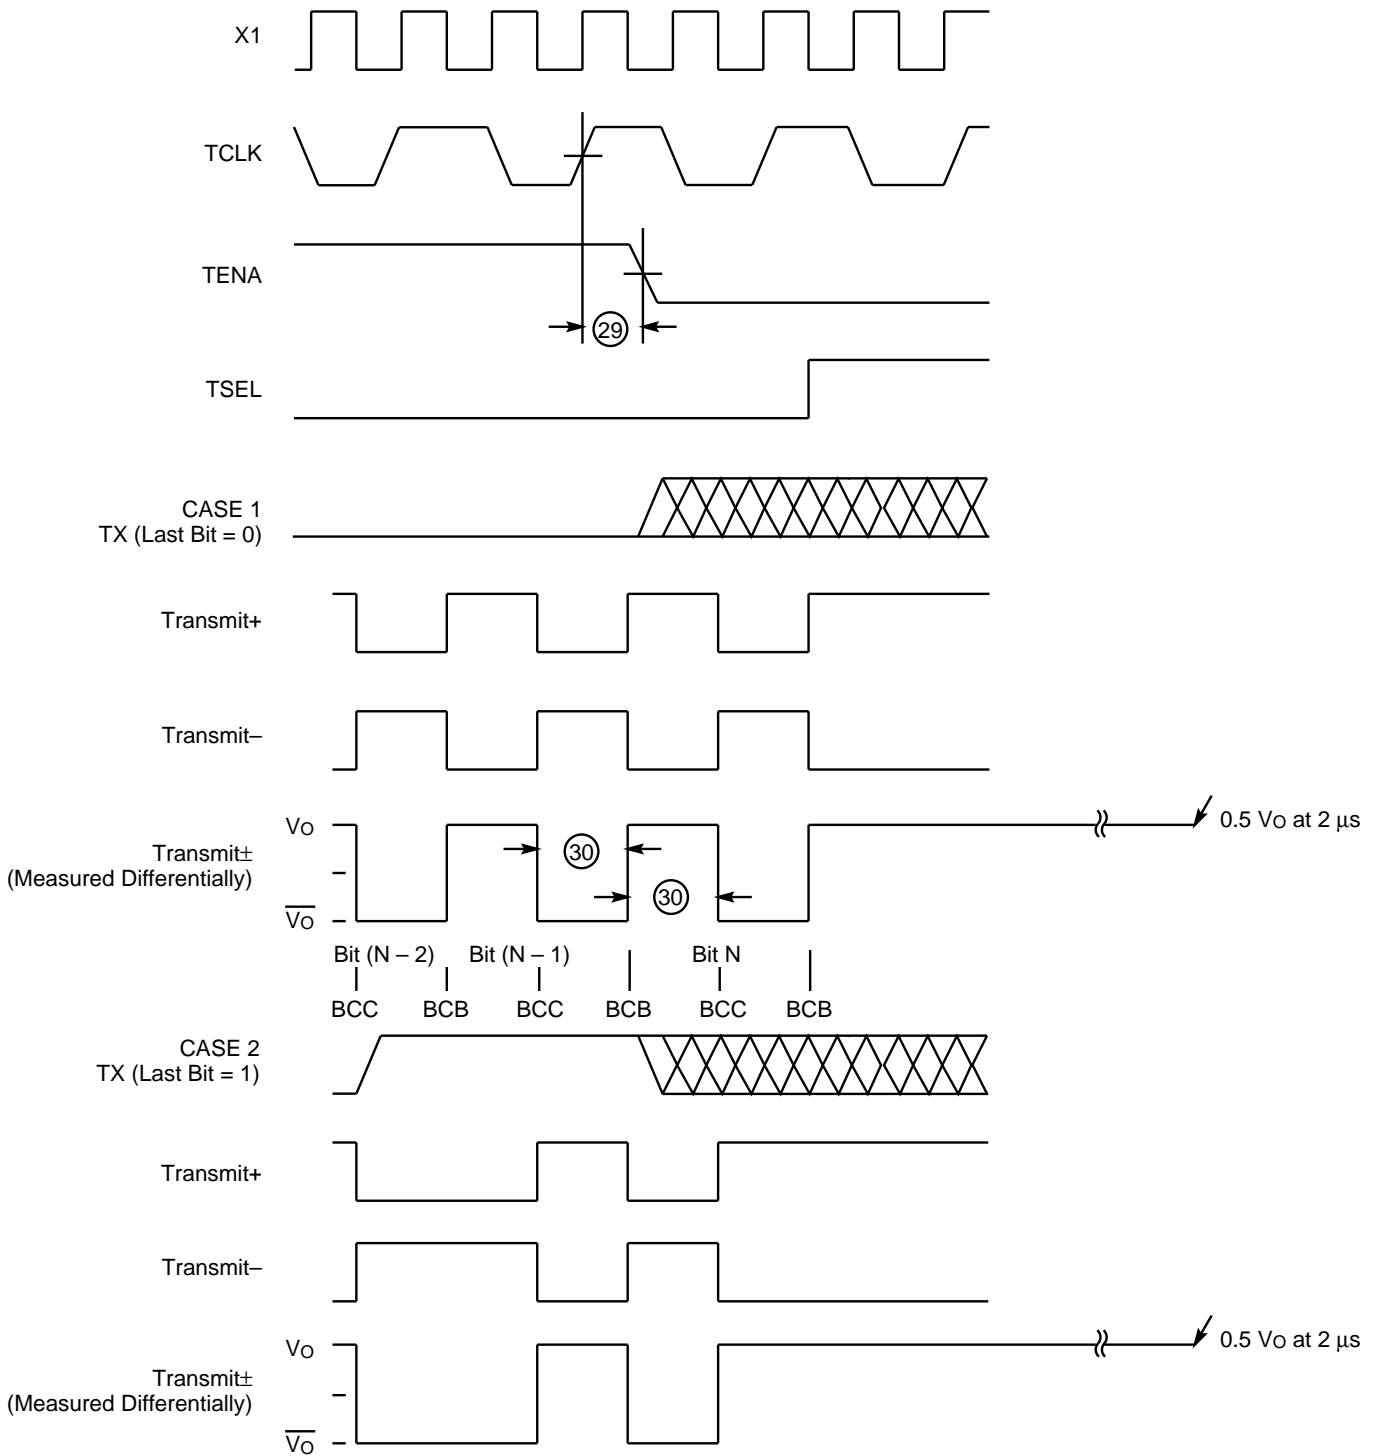 X1
TCLK
TENA
29
TSEL
CASE 1
TX (Last Bit = 0)
Transmit+
Transmit–
VO
0.5 VO at 2 µs
Transmit±
(Measured Differentially)
30
30
V̅O̅
Bit (N – 2) Bit (N – 1) Bit N
BCC BCB BCC BCB BCC BCB
CASE 2
TX (Last Bit = 1)
Transmit+
Transmit–
VO
0.5 VO at 2 µs
Transmit±
(Measured Differentially)
V̅O̅